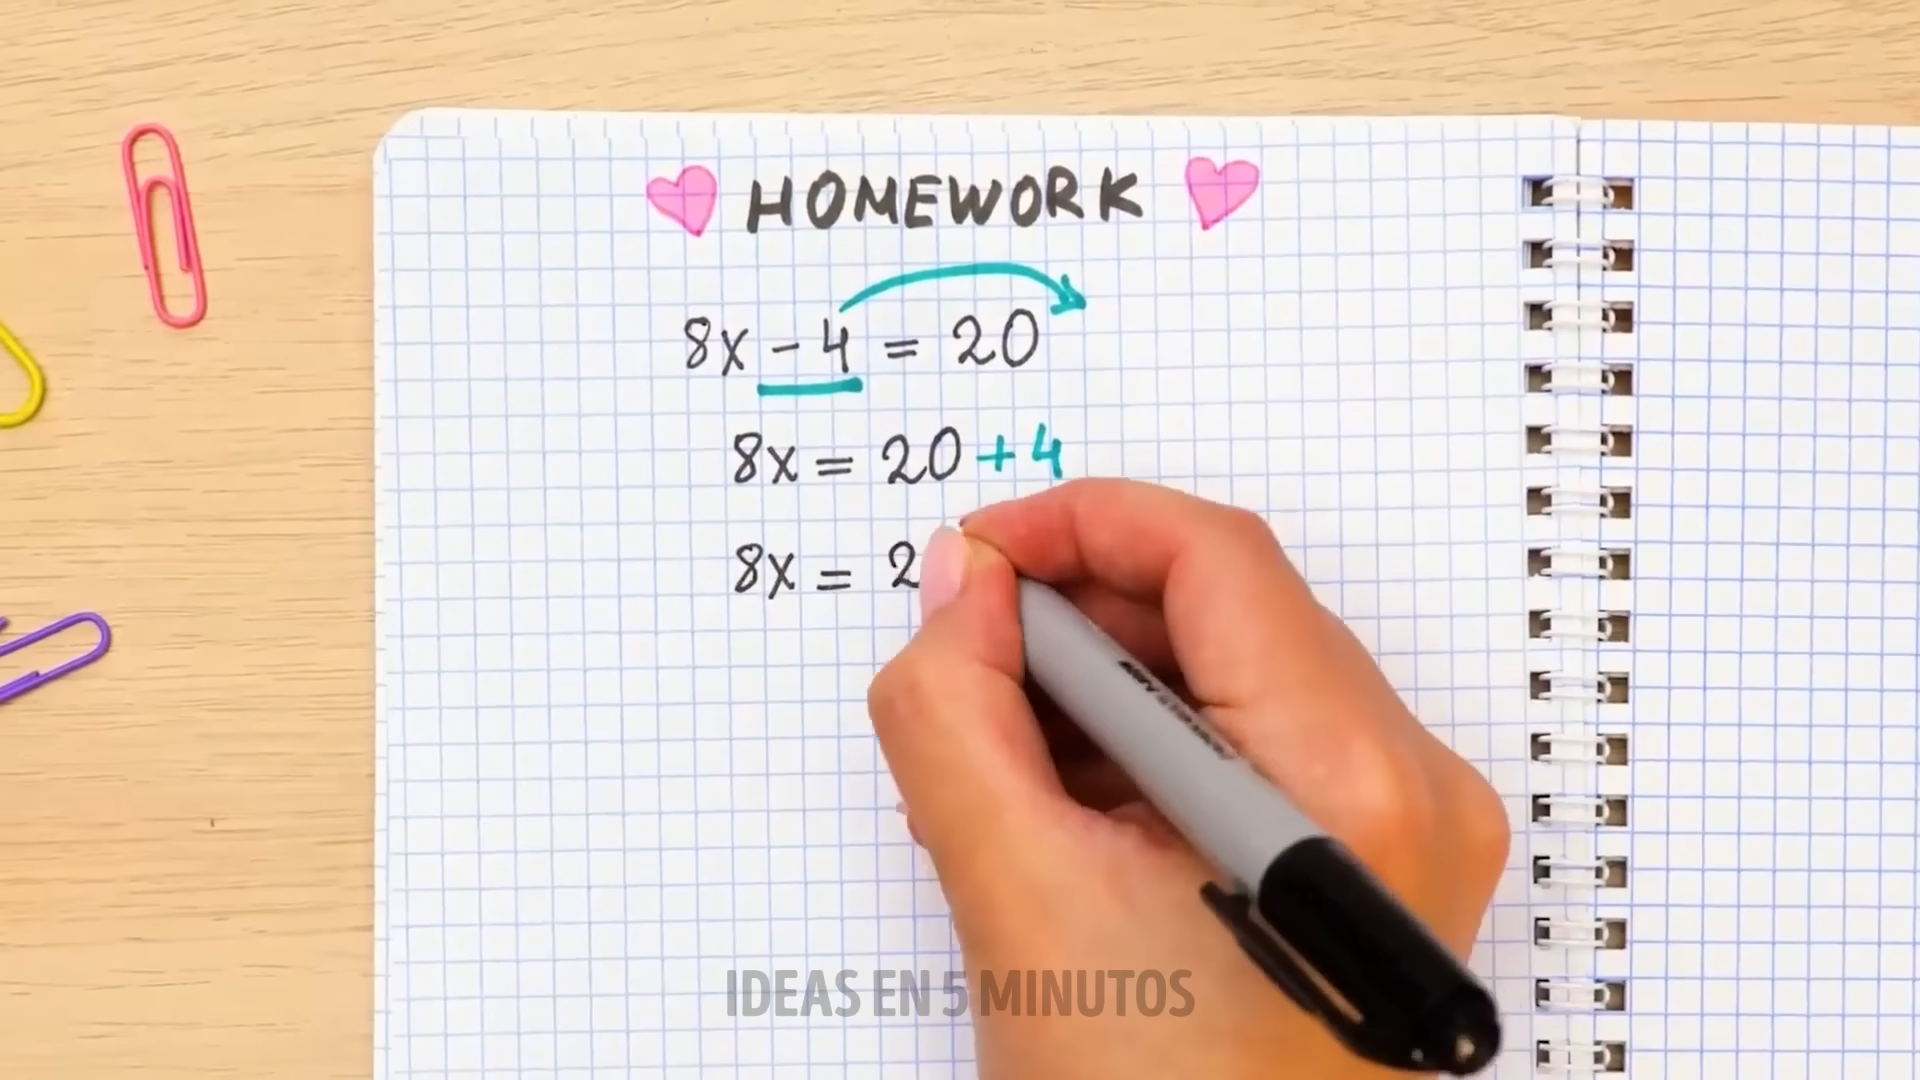 HOMEWORK
8x - 4 = 20
8x = 20 + 4
8x = 2
IDEAS EN 5 MINUTOS